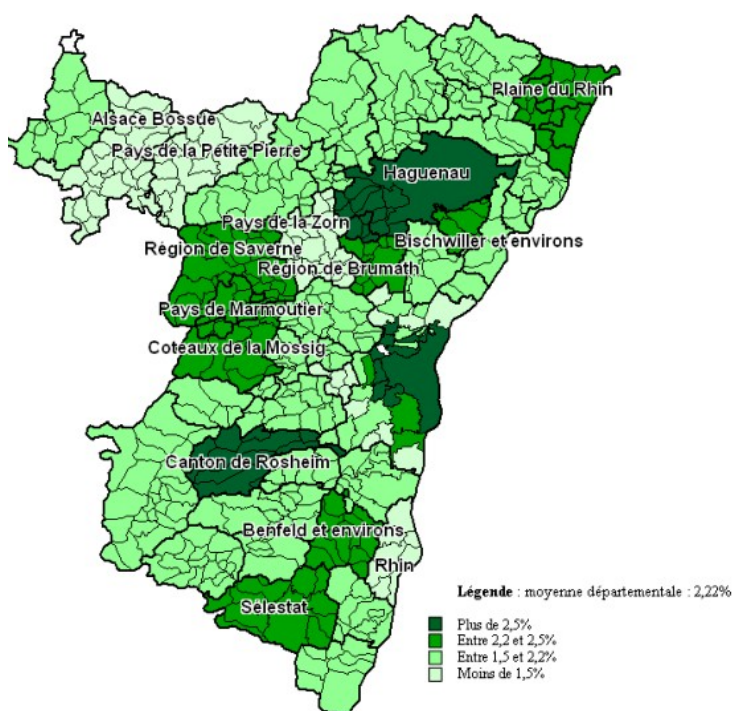 Plaine du Rhin
Alsace Bossue
Pays de la Petite Pierre
Haguenau
Pays de la Zorn
Région de Saverne
Bischwiller et environs
Région de Brumath
Pays de Marmoutier
Coteaux de la Mossig
Canton de Rosheim
Benfeld et environs
Rhin
Sélestat
Légende : moyenne départementale : 2,22%
Plus de 2,5%
Entre 2,2 et 2,5%
Entre 1,5 et 2,2%
Moins de 1,5%